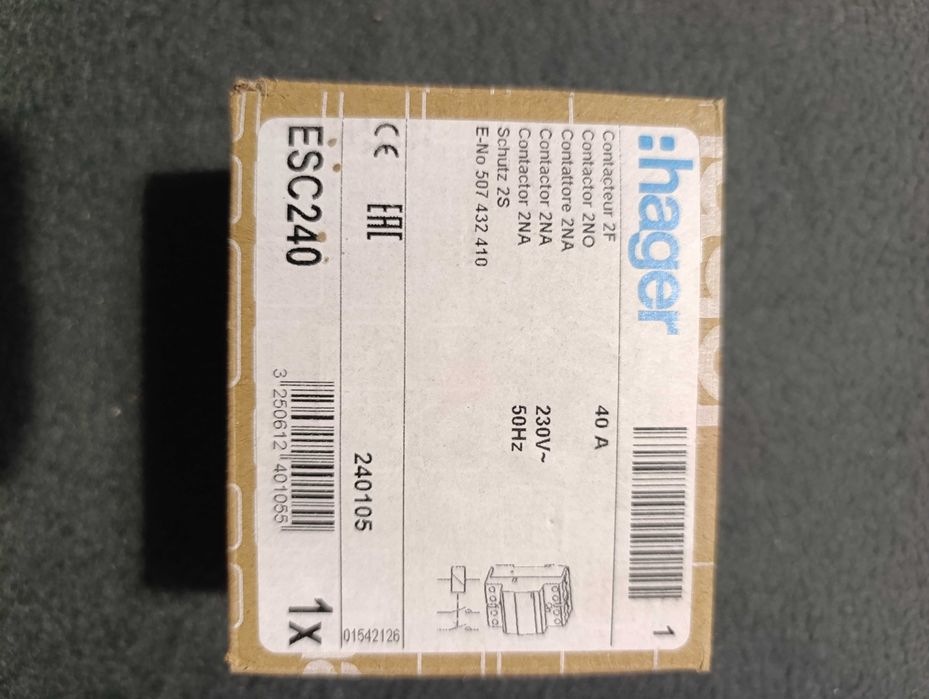 :hager
1
Contacteur 2F
Contactor 2NO
Contattore 2NA
Contactor 2NA
Contactor 2NA
Schutz 2S
E-No 507 432 410
40 A
230V~
50Hz
CE EAC
240105
01542126
ESC240
3 250612 401055
1x